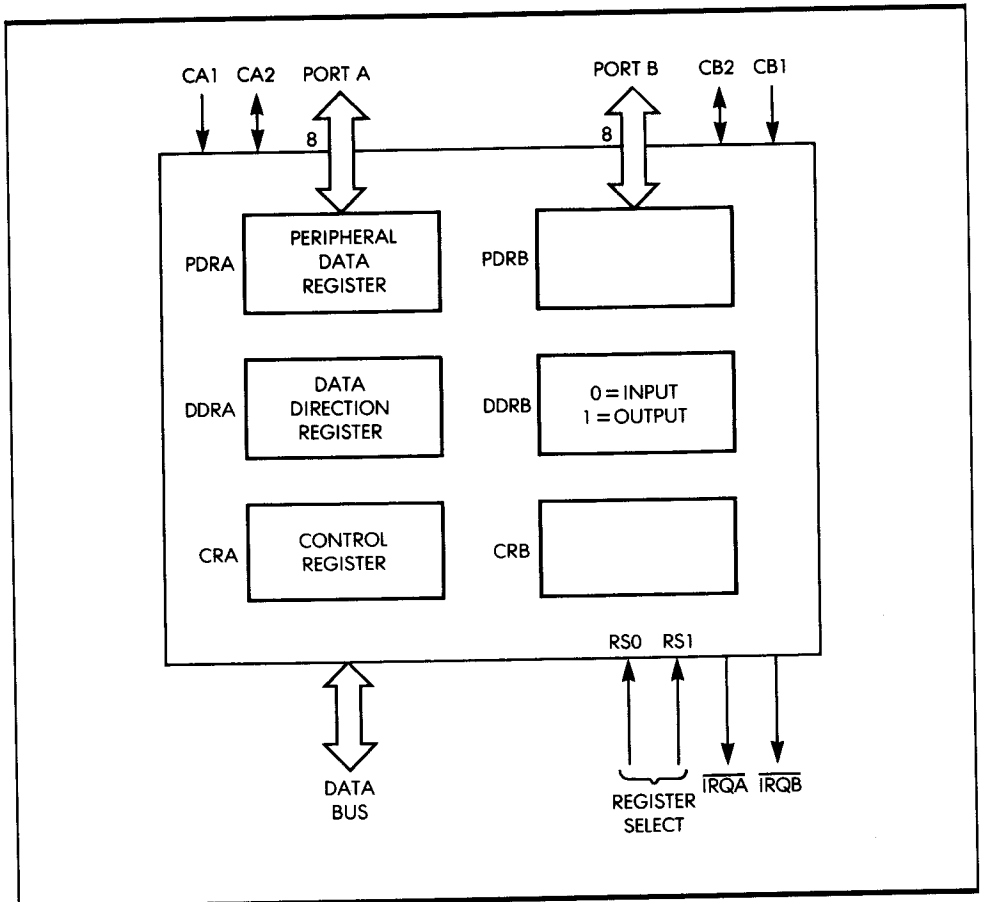 CA1 CA2 PORT A PORT B CB2 CB1
8 8
PDRA PERIPHERAL DATA REGISTER PDRB
DDRA DATA DIRECTION REGISTER DDRB 0 = INPUT 1 = OUTPUT
CRA CONTROL REGISTER CRB
RS0 RS1
DATA BUS REGISTER SELECT IRQA IRQB